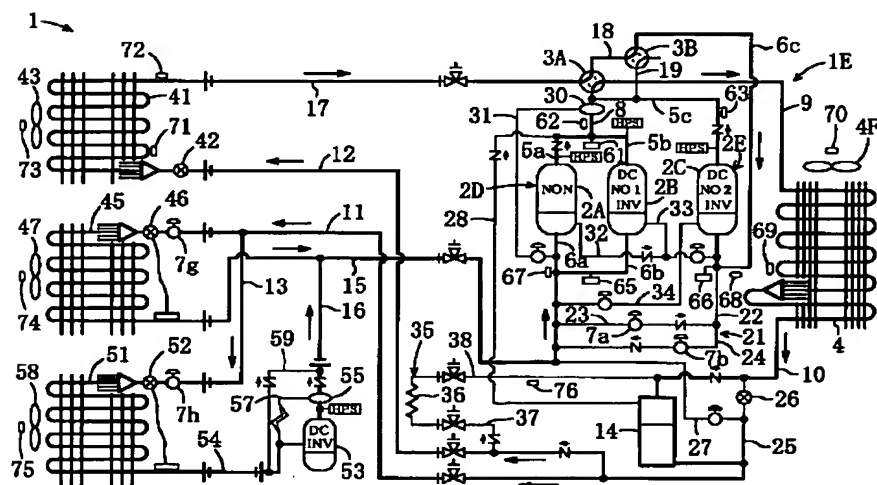 1
72
18
3B
6c
3A
19
1E
43
41
17
30
8
5c
63
9
70
31
62
HPS
4F
71
42
61
5b
HPS
73
12
5a
HPS
2C
2E
2D
NON
DC
NO 1
INV
DC
NO 2
INV
2A
2B
33
45
46
11
28
47
32
69
7g
15
6a
6b
67
65
66
68
13
34
74
16
23
22
35
7a
21
51
52
59
38
24
4
7b
10
58
55
76
36
26
57
HPS
7h
37
14
75
54
DC
INV
53
27
25